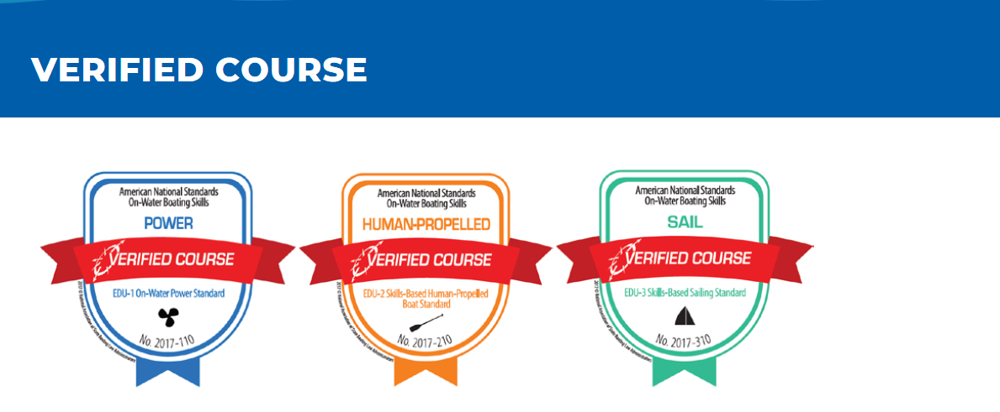 VERIFIED COURSE
American National Standards
On-Water Boating Skills
POWER
VERIFIED COURSE
EDU-1 On-Water Power Standard
No. 2017-110
2017 © National Association of State Boating Law Administrators
American National Standards
On-Water Boating Skills
HUMAN-PROPELLED
VERIFIED COURSE
EDU-2 Skills-Based Human-Propelled
Boat Standard
No. 2017-210
2017 © National Association of State Boating Law Administrators
American National Standards
On-Water Boating Skills
SAIL
VERIFIED COURSE
EDU-3 Skills-Based Sailing Standard
No. 2017-310
2017 © National Association of State Boating Law Administrators